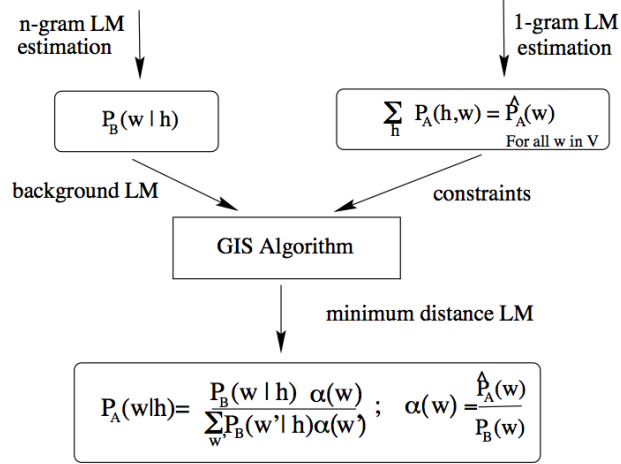 n-gram LM
estimation
1-gram LM
estimation
P_B(w | h)
∑_h P_A(h,w) = P̂_A(w)
For all w in V
background LM
constraints
GIS Algorithm
minimum distance LM
P_A(w|h)= P_B(w | h) α(w) / ∑_w' P_B(w' | h)α(w') ; α(w) = P̂_A(w) / P_B(w)